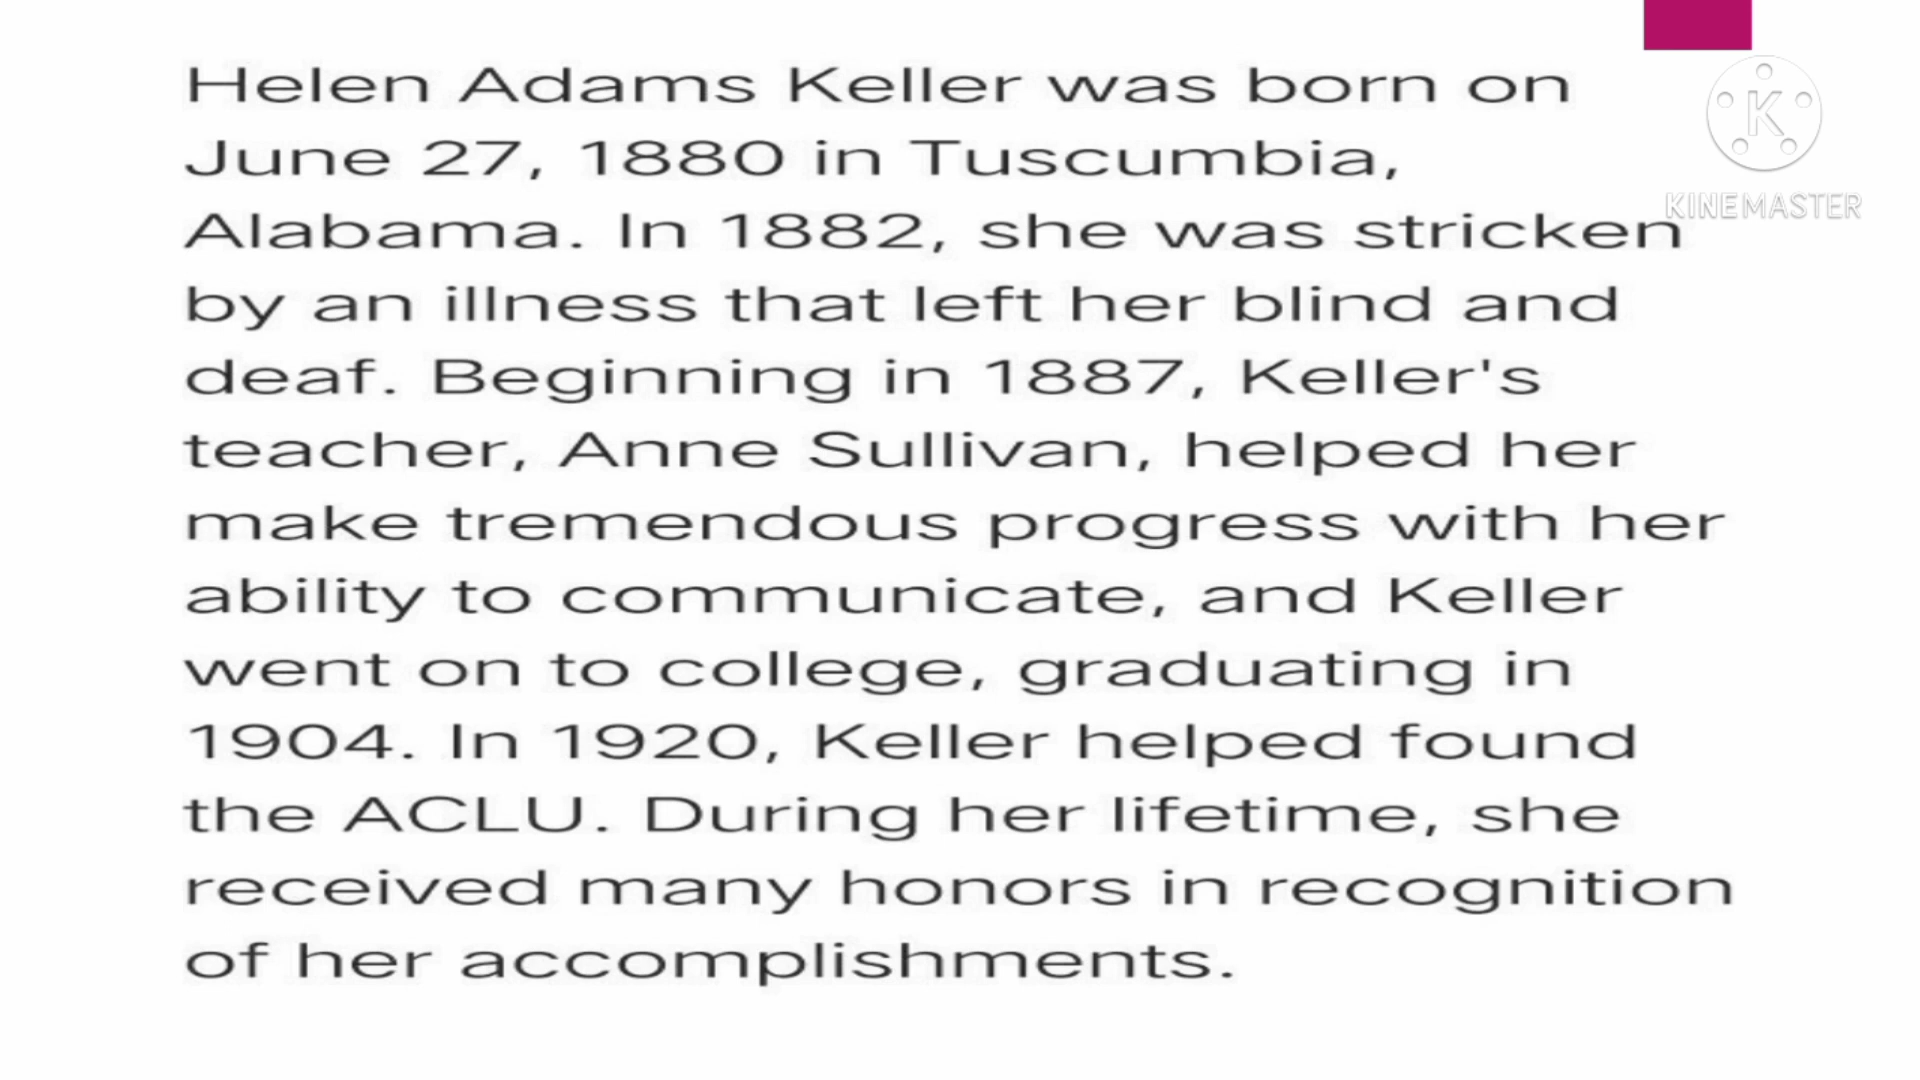 Helen Adams Keller was born on
June 27, 1880 in Tuscumbia,
Alabama. In 1882, she was stricken
by an illness that left her blind and
deaf. Beginning in 1887, Keller's
teacher, Anne Sullivan, helped her
make tremendous progress with her
ability to communicate, and Keller
went on to college, graduating in
1904. In 1920, Keller helped found
the ACLU. During her lifetime, she
received many honors in recognition
of her accomplishments.
K
KINEMASTER